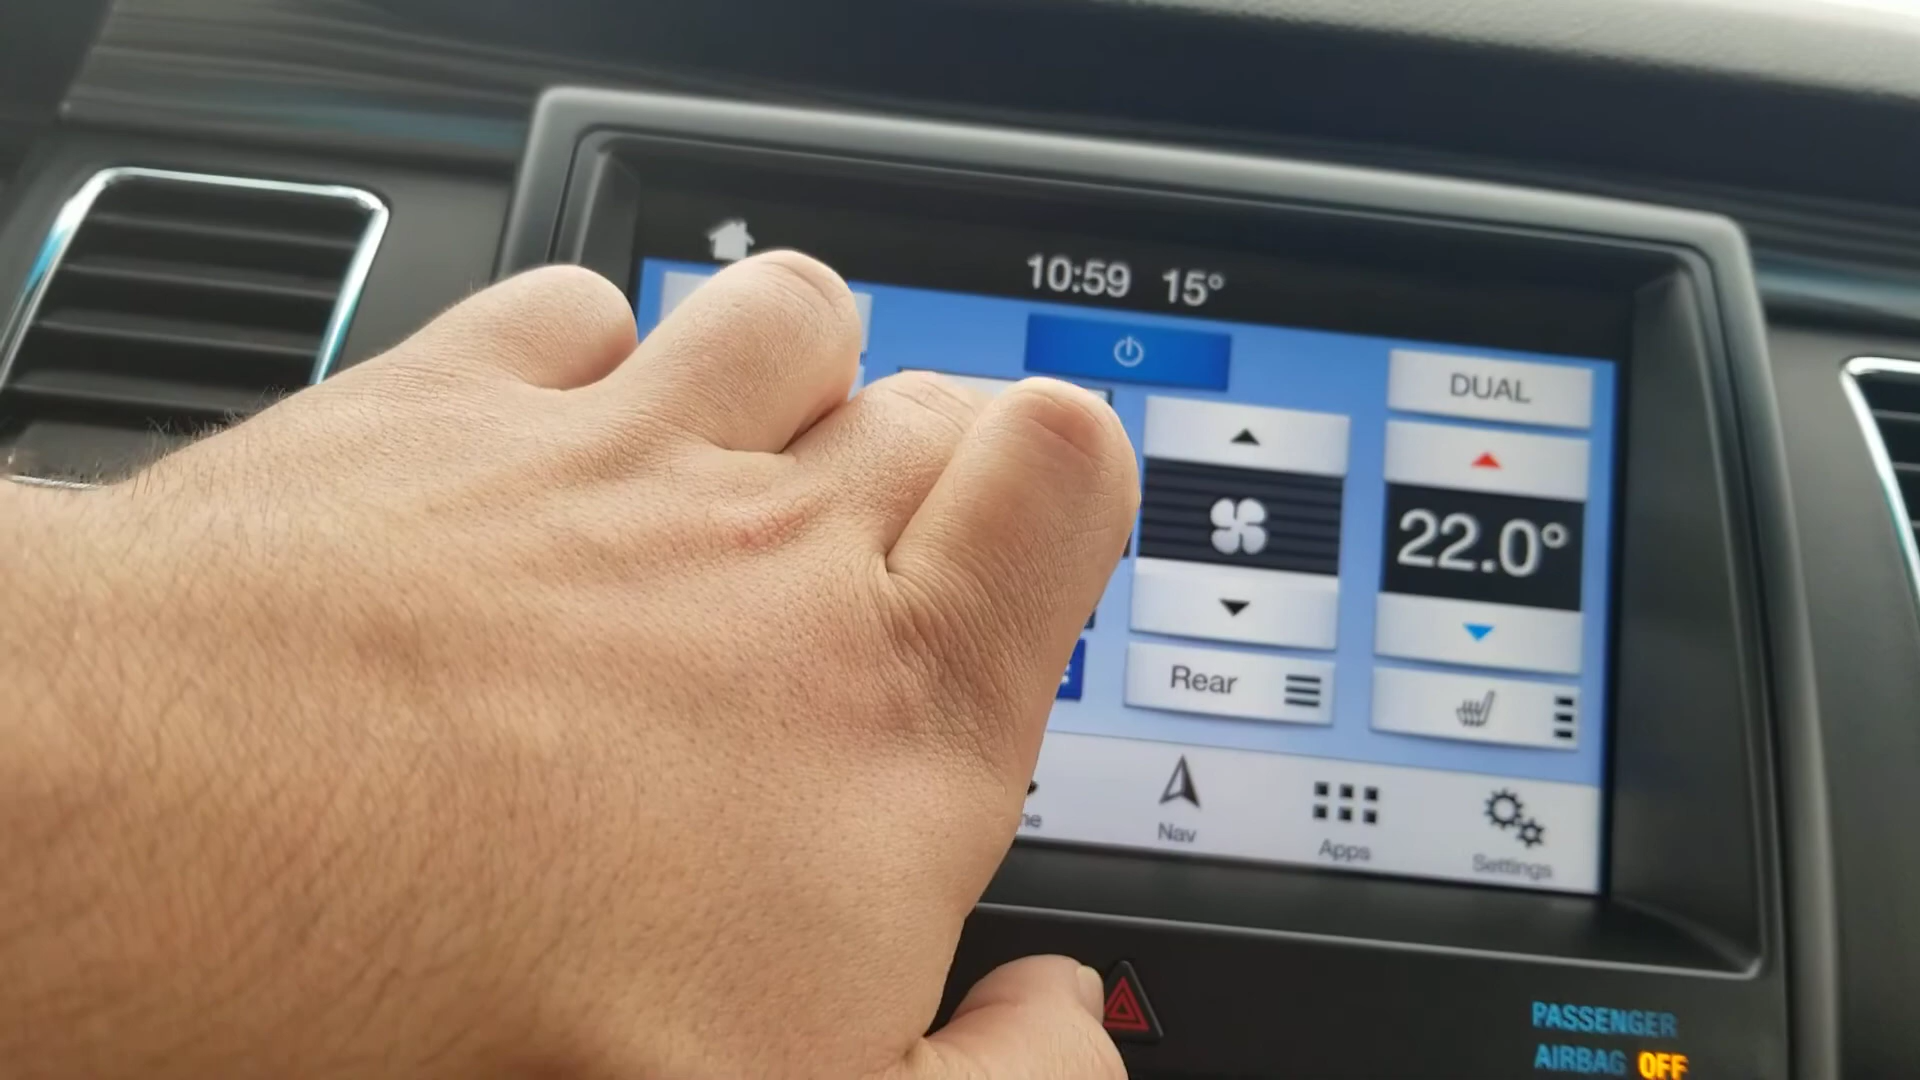 10:59 15°
DUAL
22.0°
Rear
Nav
Apps
Settings
PASSENGER
AIRBAG OFF